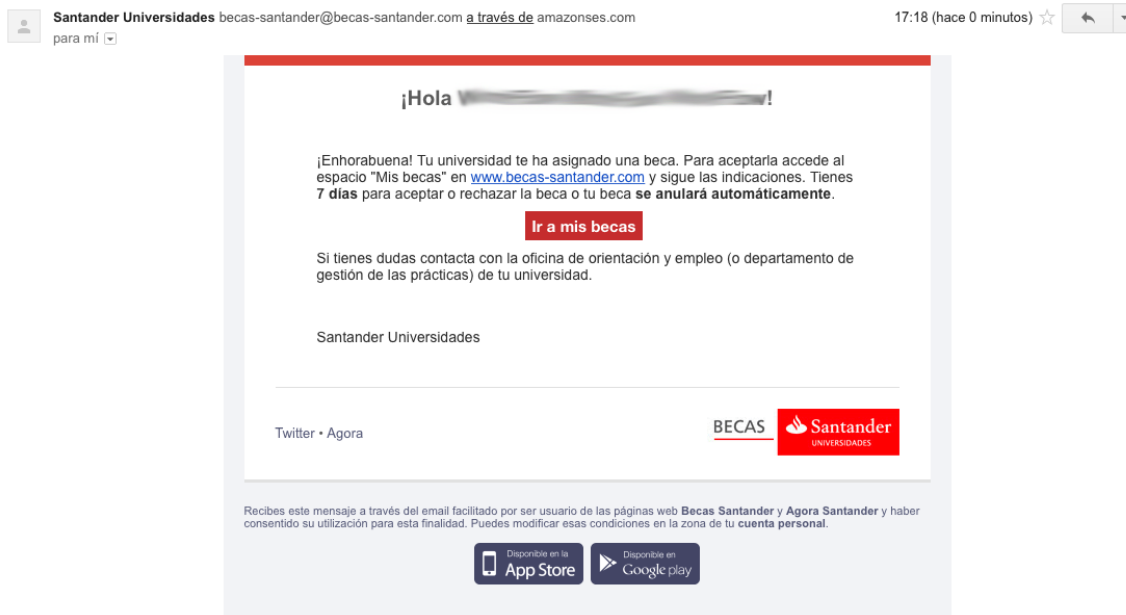 Santander Universidades becas-santander@becas-santander.com a través de amazonses.com
17:18 (hace 0 minutos)
para mí
¡Hola !
¡Enhorabuena! Tu universidad te ha asignado una beca. Para aceptarla accede al
espacio "Mis becas" en www.becas-santander.com y sigue las indicaciones. Tienes
7 días para aceptar o rechazar la beca o tu beca se anulará automáticamente.
Ir a mis becas
Si tienes dudas contacta con la oficina de orientación y empleo (o departamento de
gestión de las prácticas) de tu universidad.
Santander Universidades
Twitter • Agora
BECAS
Santander
UNIVERSIDADES
Recibes este mensaje a través del email facilitado por ser usuario de las páginas web Becas Santander y Agora Santander y haber
consentido su utilización para esta finalidad. Puedes modificar esas condiciones en la zona de tu cuenta personal.
Disponible en la
App Store
Disponible en
Google play